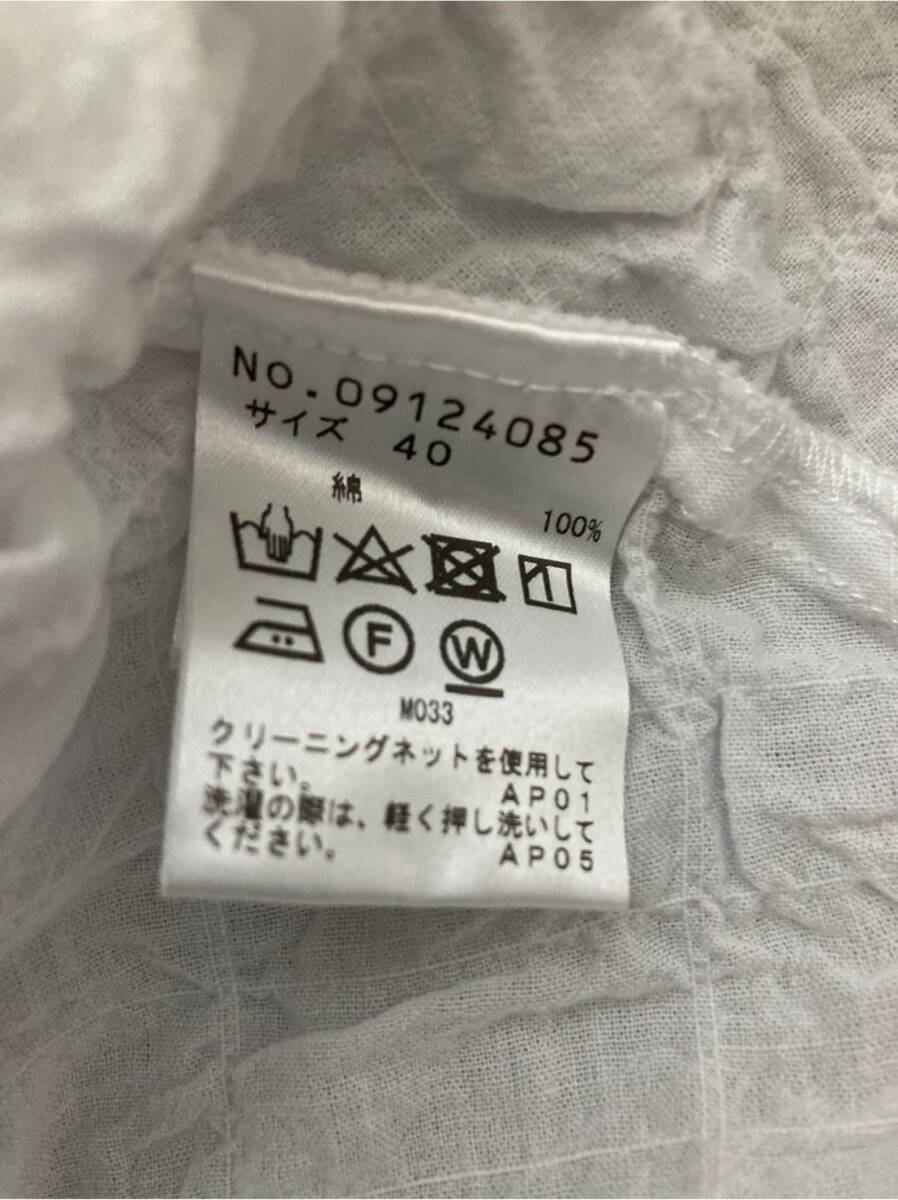 No.09124085
サイズ 40
綿 100%
F W
M033
クリーニングネットを使用して
下さい。 AP01
洗濯の際は、軽く押し洗いして
ください。 AP05